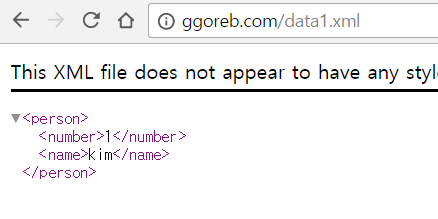 ggoreb.com/data1.xml
This XML file does not appear to have any
▼<person>
<number>1</number>
<name>kim</name>
</person>